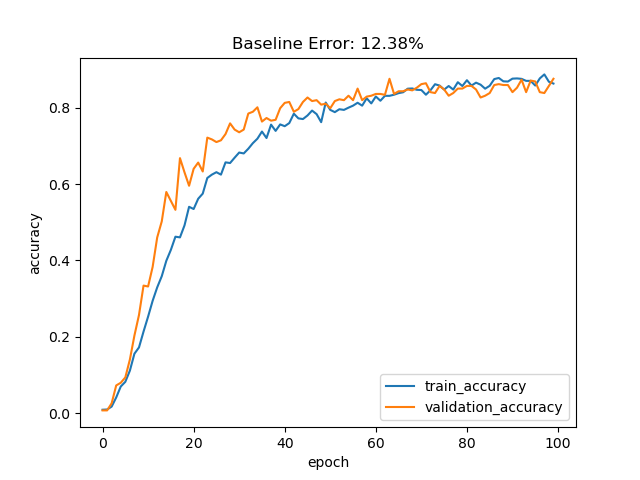 Baseline Error: 12.38%
accuracy
0.8
0.6
0.4
0.2
0.0
train_accuracy
validation_accuracy
0 20 40 60 80 100
epoch